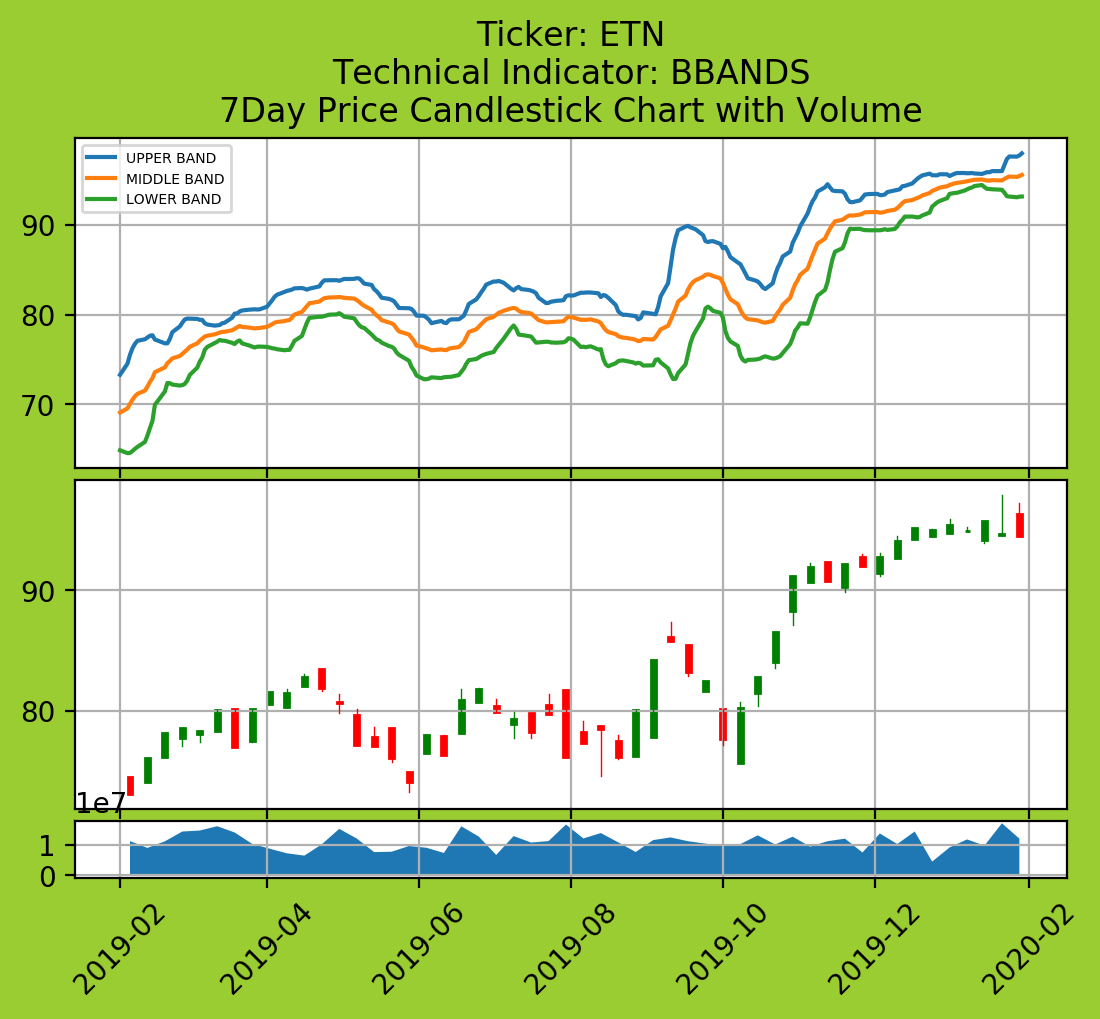 Ticker: ETN
Technical Indicator: BBANDS
7Day Price Candlestick Chart with Volume
UPPER BAND
MIDDLE BAND
LOWER BAND
90
80
70
90
80
1e7
1
0
2019-02
2019-04
2019-06
2019-08
2019-10
2019-12
2020-02